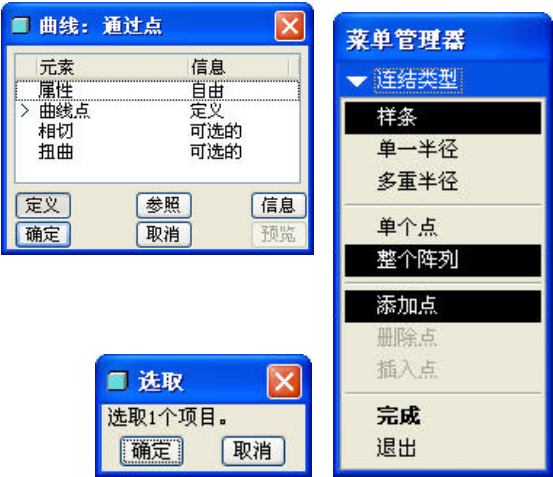 曲线：通过点
元素 信息
属性 自由
> 曲线点 定义
相切 可选的
扭曲 可选的
定义 参照 信息
确定 取消 预览
选取
选取1个项目。
确定 取消
菜单管理器
连结类型
样条
单一半径
多重半径
单个点
整个阵列
添加点
删除点
插入点
完成
退出